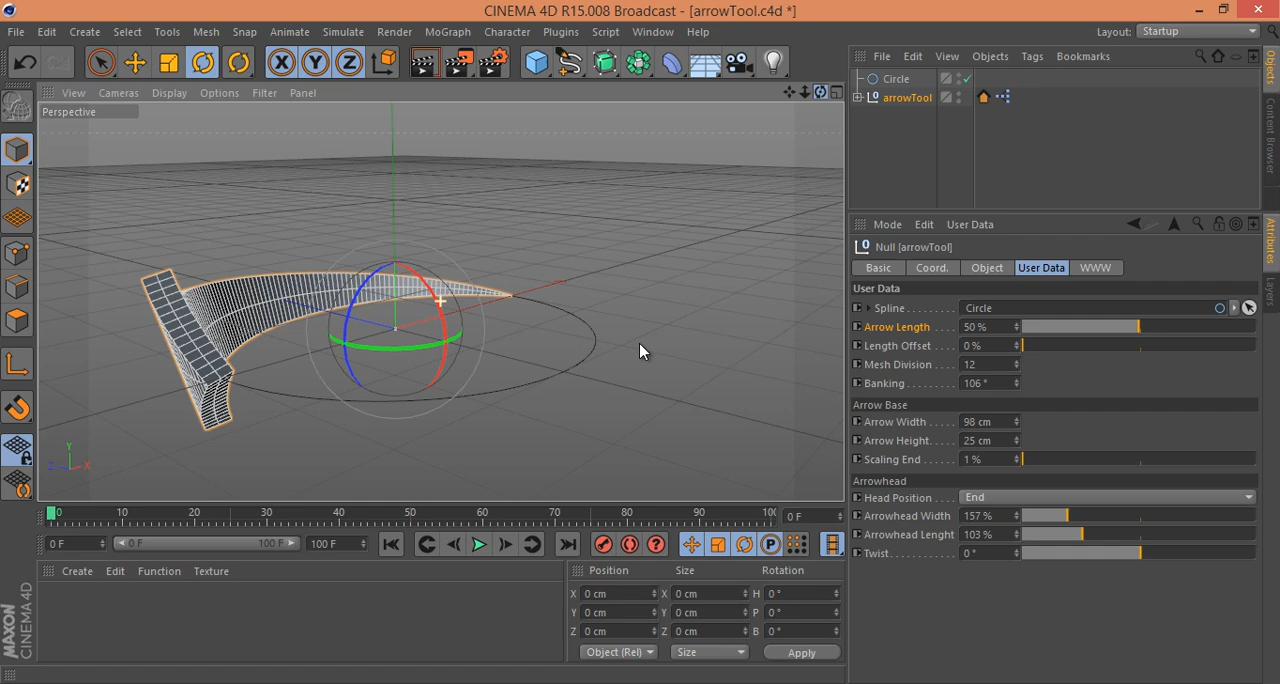 CINEMA 4D R15.008 Broadcast - [arrowTool.c4d *]
File Edit Create Select Tools Mesh Snap Animate Simulate Render MoGraph Character Plugins Script Window Help
Layout: Startup
View Cameras Display Options Filter Panel
Perspective
X Y Z
Y
Z X
0 10 20 30 40 50 60 70 80 90 100
0 F
0 F 0 F 100 F 100 F
Create Edit Function Texture
MAXON
CINEMA 4D
Position Size Rotation
X 0 cm X 0 cm H 0 °
Y 0 cm Y 0 cm P 0 °
Z 0 cm Z 0 cm B 0 °
Object (Rel) Size Apply
File Edit View Objects Tags Bookmarks
Circle
arrowTool
Objects
Content Browser
Mode Edit User Data
Null [arrowTool]
Basic Coord. Object User Data WWW
User Data
Spline . . . . . . . . . Circle
Arrow Length . . . . 50 %
Length Offset . . . . 0 %
Mesh Division . . . . 12
Banking . . . . . . . . . 106 °
Arrow Base
Arrow Width . . . . . 98 cm
Arrow Height. . . . . 25 cm
Scaling End . . . . . . 1 %
Arrowhead
Head Position . . . . End
Arrowhead Width 157 %
Arrowhead Lenght 103 %
Twist. . . . . . . . . . . . 0 °
Attributes
Layers